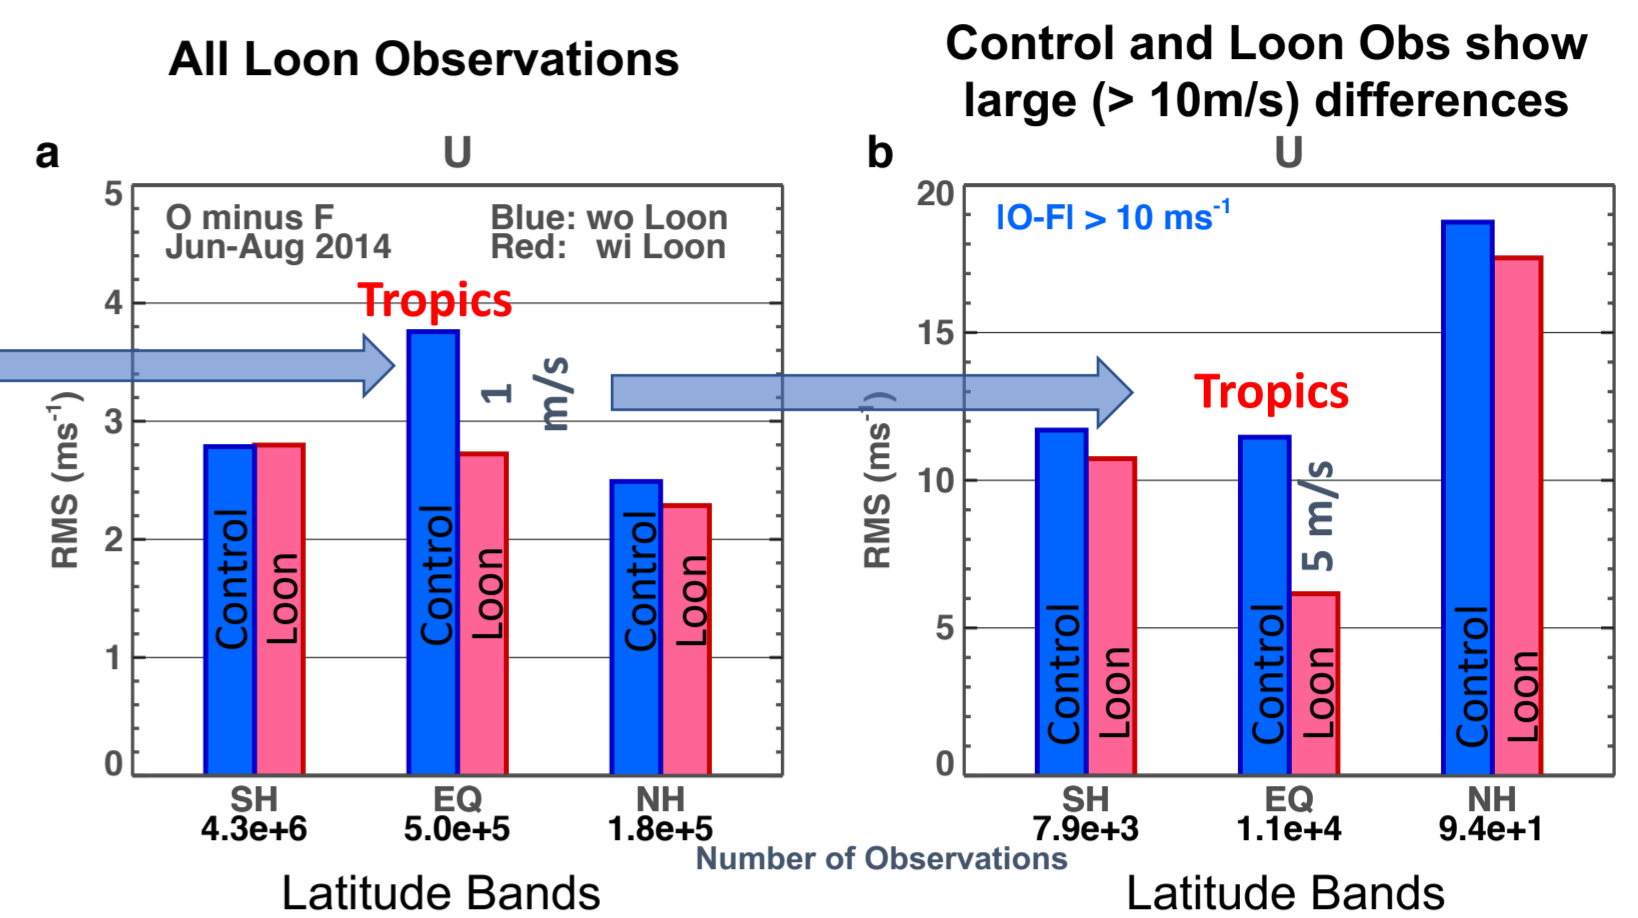 All Loon Observations
Control and Loon Obs show
large (> 10m/s) differences
a
U
5
4
3
2
1
0
RMS (ms-1)
O minus F
Jun-Aug 2014
Blue: wo Loon
Red: wi Loon
Tropics
1
m/s
Control
Loon
Control
Loon
Control
Loon
SH
EQ
NH
4.3e+6
5.0e+5
1.8e+5
Latitude Bands
b
U
20
15
10
5
0
RMS (ms-1)
|O-F| > 10 ms-1
Tropics
5 m/s
Control
Loon
Control
Loon
Control
Loon
SH
EQ
NH
7.9e+3
1.1e+4
9.4e+1
Number of Observations
Latitude Bands